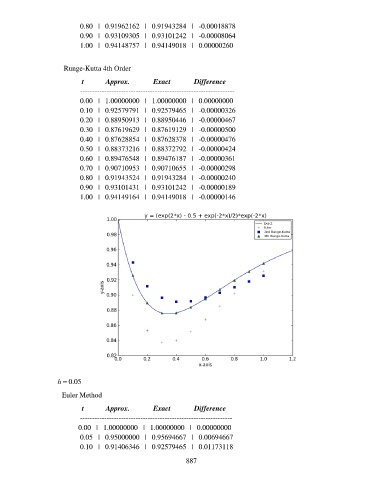 0.80 | 0.91962162 | 0.91943284 | -0.00018878
0.90 | 0.93109305 | 0.93101242 | -0.00008064
1.00 | 0.94148757 | 0.94149018 | 0.00000260
Runge-Kutta 4th Order
t Approx. Exact Difference
0.00 | 1.00000000 | 1.00000000 | 0.00000000
0.10 | 0.92579791 | 0.92579465 | -0.00000326
0.20 | 0.88950913 | 0.88950446 | -0.00000467
0.30 | 0.87619629 | 0.87619129 | -0.00000500
0.40 | 0.87628854 | 0.87628378 | -0.00000476
0.50 | 0.88373216 | 0.88372792 | -0.00000424
0.60 | 0.89476548 | 0.89476187 | -0.00000361
0.70 | 0.90710953 | 0.90710655 | -0.00000298
0.80 | 0.91943524 | 0.91943284 | -0.00000240
0.90 | 0.93101431 | 0.93101242 | -0.00000189
1.00 | 0.94149164 | 0.94149018 | -0.00000146
y = (exp(2*x) - 0.5 + exp(-2*x)/2)*exp(-2*x)
1.00
0.98
0.96
0.94
0.92
0.90
0.88
0.86
0.84
0.82
y-axis
0.0 0.2 0.4 0.6 0.8 1.0 1.2
x-axis
h = 0.05
Euler Method
t Approx. Exact Difference
0.00 | 1.00000000 | 1.00000000 | 0.00000000
0.05 | 0.95000000 | 0.95694667 | 0.00694667
0.10 | 0.91406346 | 0.92579465 | 0.01173118
887